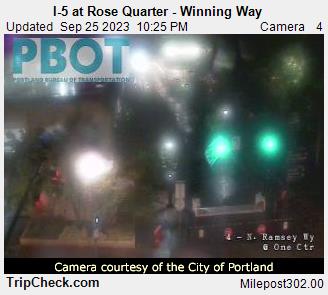 I-5 at Rose Quarter - Winning Way
Updated Sep 25 2023 10:25 PM Camera 4
PBOT
PORTLAND BUREAU OF TRANSPORTATION
4 - N. Ramsey Wy
@ One Ctr
Camera courtesy of the City of Portland
TripCheck.com Milepost302.00